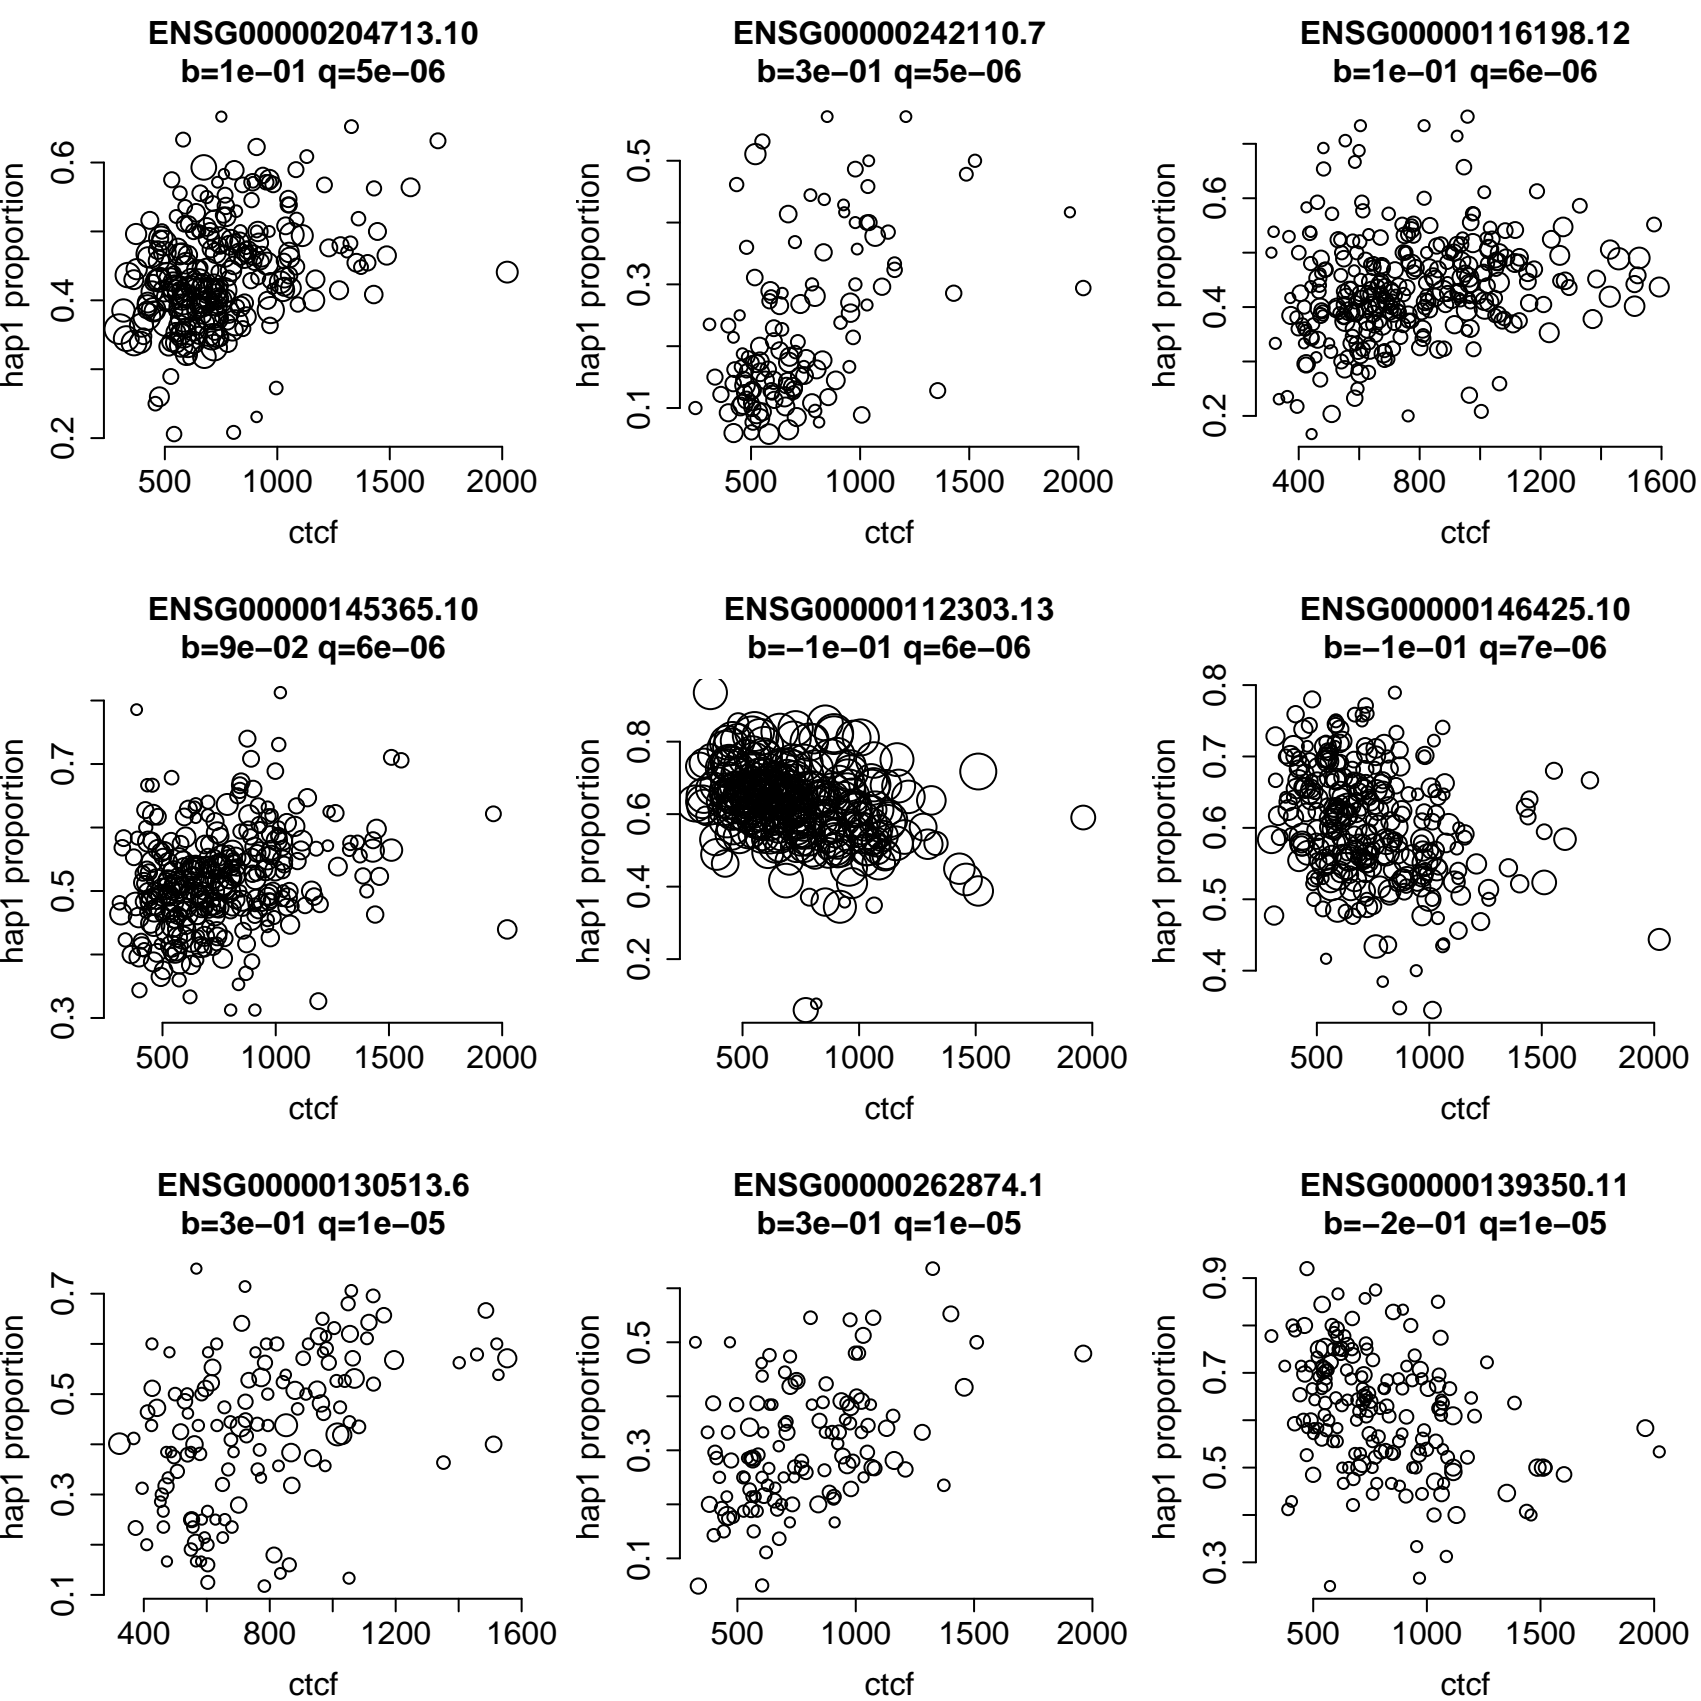 ENSG00000204713.10
b=1e−01 q=5e−06
hap1 proportion
0.2 0.4 0.6
500 1000 1500 2000
ctcf
ENSG00000242110.7
b=3e−01 q=5e−06
hap1 proportion
0.1 0.3 0.5
500 1000 1500 2000
ctcf
ENSG00000116198.12
b=1e−01 q=6e−06
hap1 proportion
0.2 0.4 0.6
400 800 1200 1600
ctcf
ENSG00000145365.10
b=9e−02 q=6e−06
hap1 proportion
0.3 0.5 0.7
500 1000 1500 2000
ctcf
ENSG00000112303.13
b=−1e−01 q=6e−06
hap1 proportion
0.2 0.4 0.6 0.8
500 1000 1500 2000
ctcf
ENSG00000146425.10
b=−1e−01 q=7e−06
hap1 proportion
0.4 0.5 0.6 0.7 0.8
500 1000 1500 2000
ctcf
ENSG00000130513.6
b=3e−01 q=1e−05
hap1 proportion
0.1 0.3 0.5 0.7
400 800 1200 1600
ctcf
ENSG00000262874.1
b=3e−01 q=1e−05
hap1 proportion
0.1 0.3 0.5
500 1000 1500 2000
ctcf
ENSG00000139350.11
b=−2e−01 q=1e−05
hap1 proportion
0.3 0.5 0.7 0.9
500 1000 1500 2000
ctcf